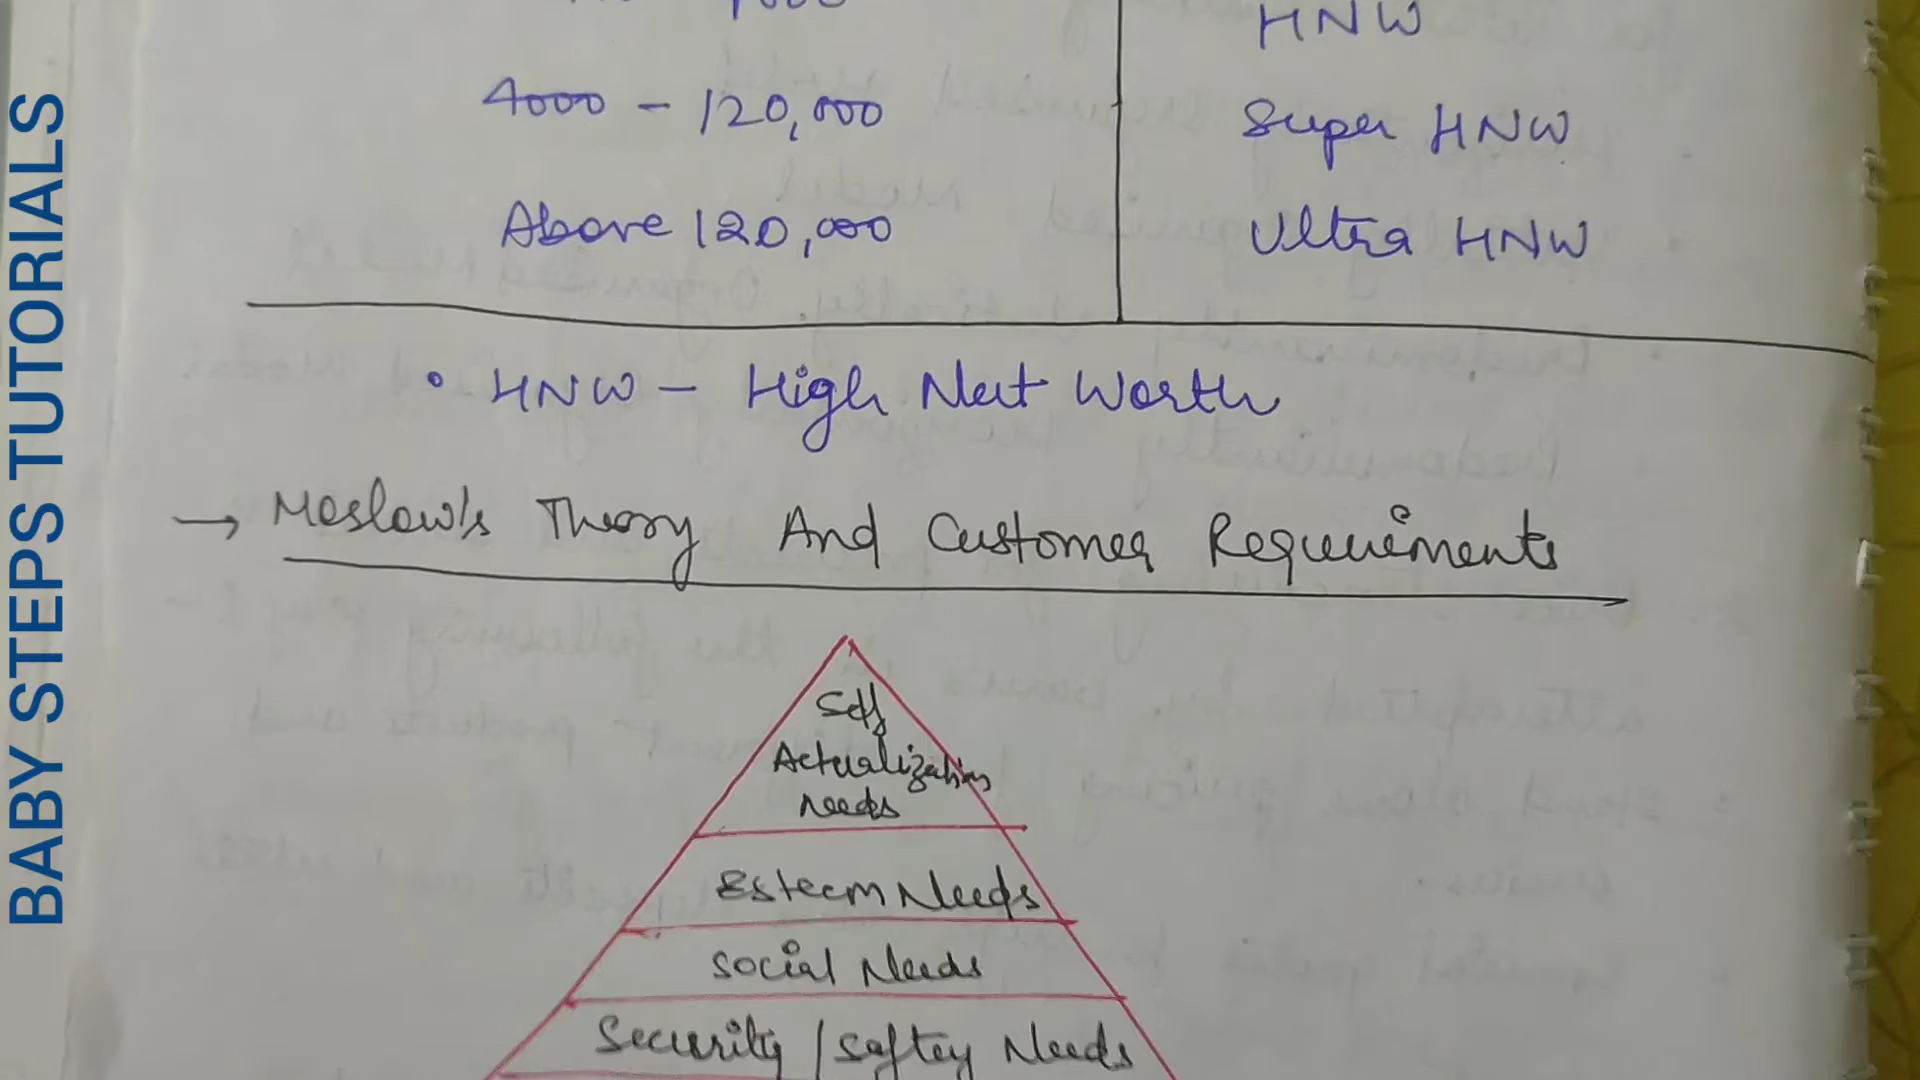 HNW
4000 - 120,000 Super HNW
Above 120,000 Ultra HNW
• HNW - High Net Worth
→ Meslow's Theory And Customer Requirements
Self
Actualization
Needs
Esteem Needs
Social Needs
Security / Saftey Needs
BABY STEPS TUTORIALS